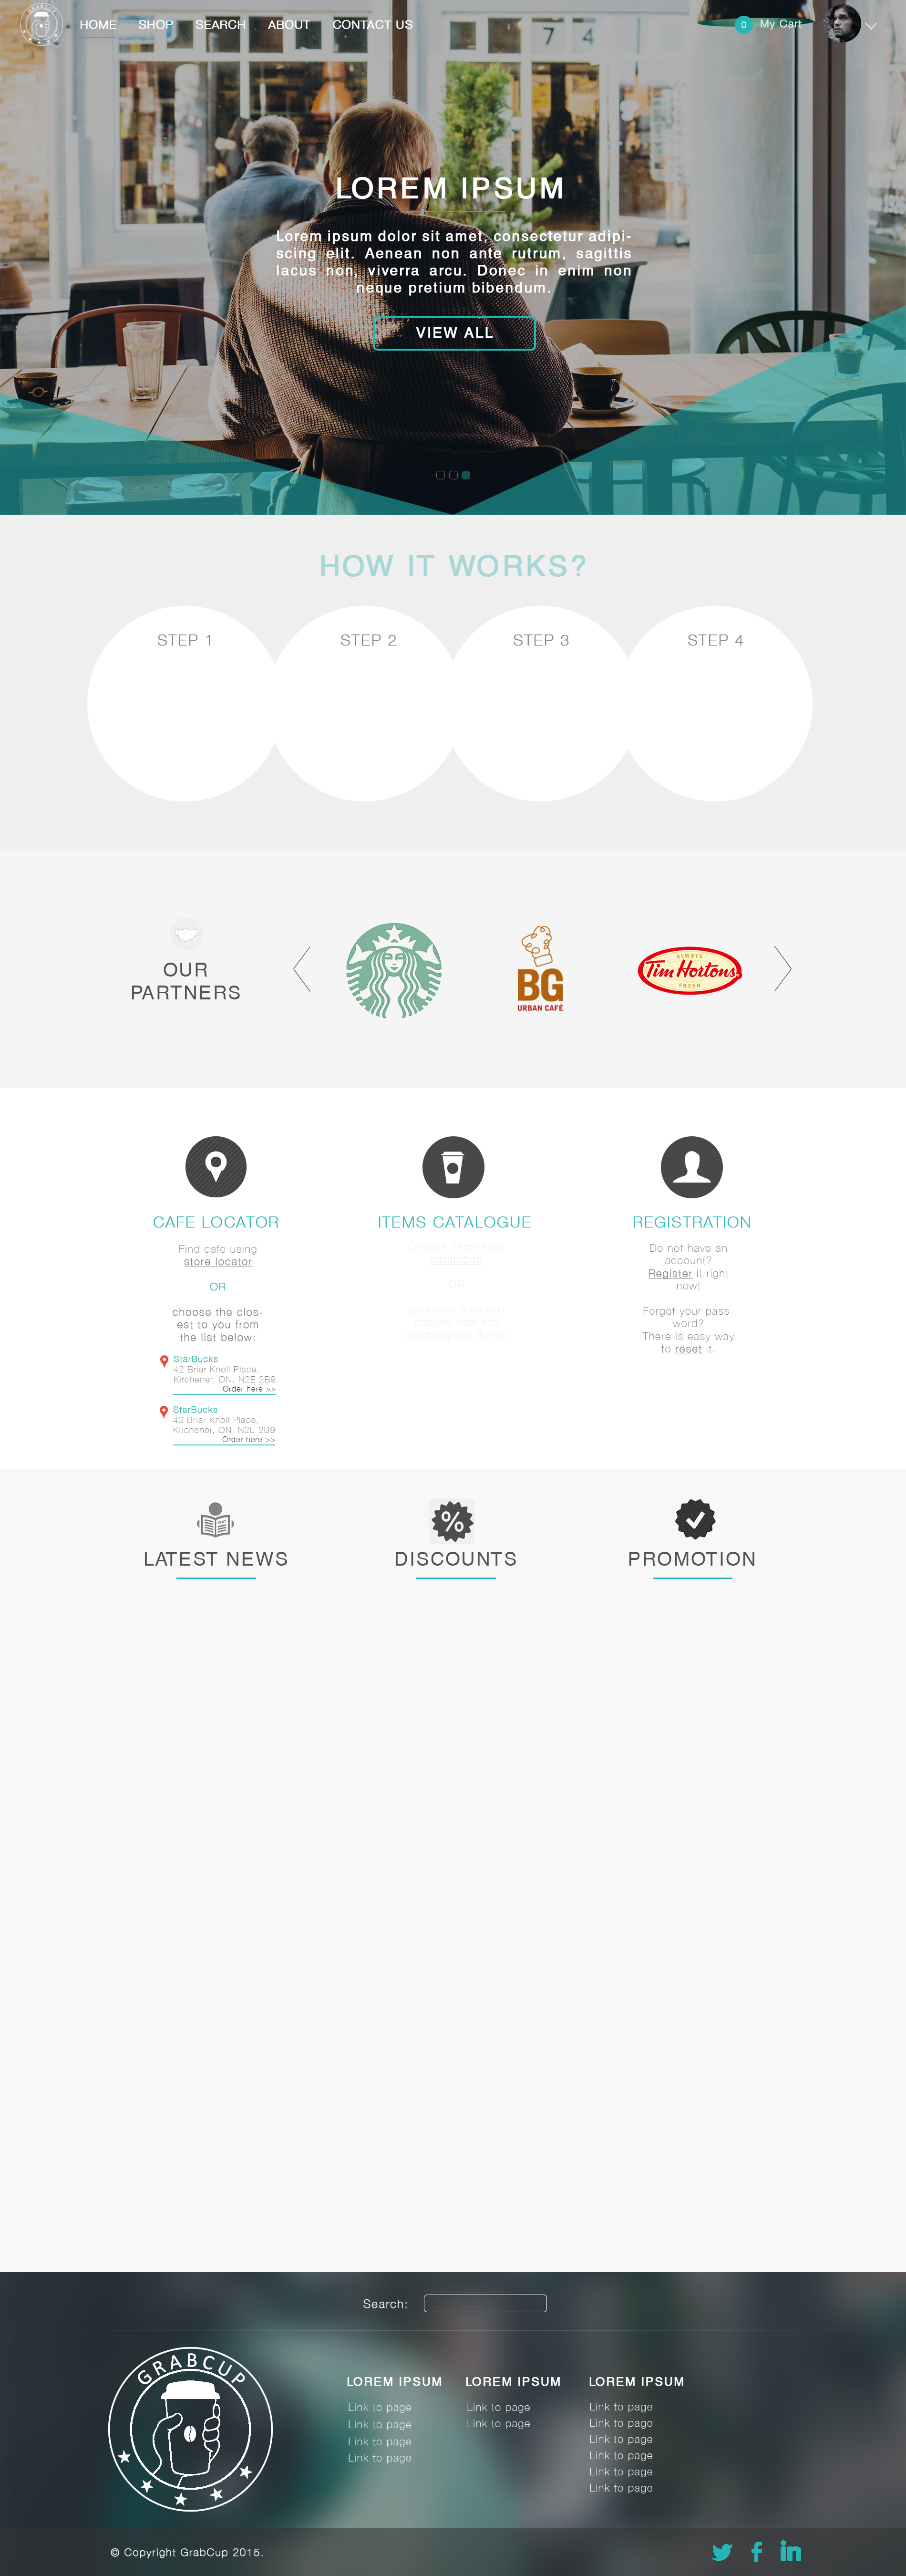 GRABCUP
HOME SHOP SEARCH ABOUT CONTACT US
0 My Cart
74
LOREM IPSUM
Lorem ipsum dolor sit amet, consectetur adipi-
scing elit. Aenean non ante rutrum, sagittis
lacus non, viverra arcu. Donec in enim non
neque pretium bibendum.
VIEW ALL
HOW IT WORKS?
STEP 1
STEP 2
STEP 3
STEP 4
OUR
PARTNERS
BG
URBAN CAFÉ
ALWAYS
Tim Hortons.
FRESH
CAFE LOCATOR
Find cafe using
store locator
OR
choose the clos-
est to you from
the list below:
StarBucks
42 Briar Knoll Place,
Kitchener, ON, N2E 2B9
Order here >>
StarBucks
42 Briar Knoll Place,
Kitchener, ON, N2E 2B9
Order here >>
ITEMS CATALOGUE
Choose items from
catalogue
OR
save your time and
choose from the
most popular items
REGISTRATION
Do not have an
account?
Register it right
now!
Forgot your pass-
word?
There is easy way
to reset it.
LATEST NEWS
DISCOUNTS
PROMOTION
Search:
GRABCUP
LOREM IPSUM
Link to page
Link to page
Link to page
Link to page
LOREM IPSUM
Link to page
Link to page
LOREM IPSUM
Link to page
Link to page
Link to page
Link to page
Link to page
Link to page
© Copyright GrabCup 2015.